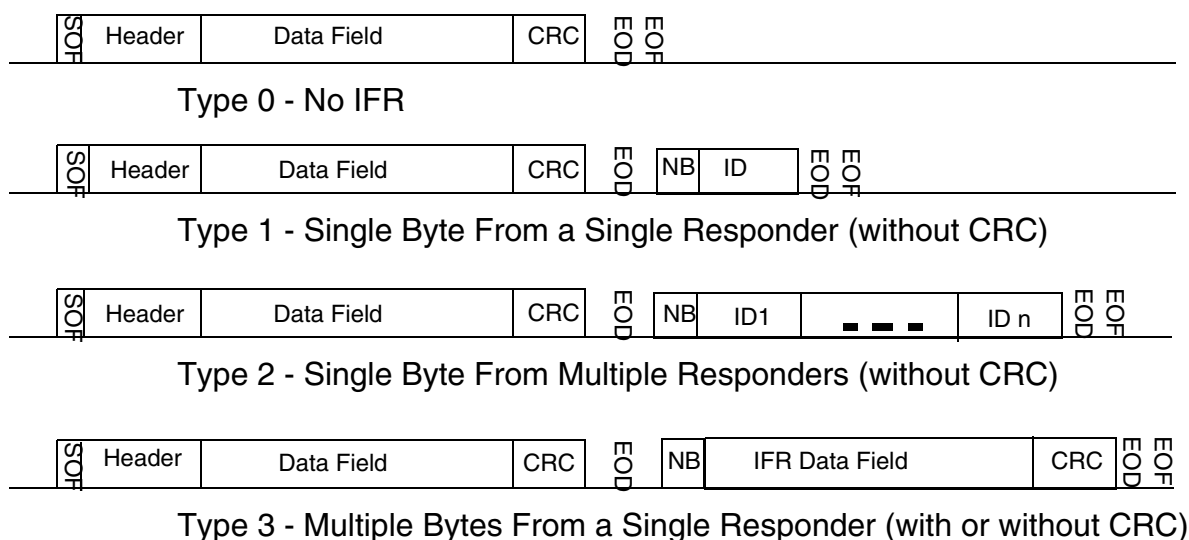 SOF Header Data Field CRC EOD EOF
Type 0 - No IFR
SOF Header Data Field CRC EOD NB ID EOD EOF
Type 1 - Single Byte From a Single Responder (without CRC)
SOF Header Data Field CRC EOD NB ID1 ID n EOD EOF
Type 2 - Single Byte From Multiple Responders (without CRC)
SOF Header Data Field CRC EOD NB IFR Data Field CRC EOD EOF
Type 3 - Multiple Bytes From a Single Responder (with or without CRC)